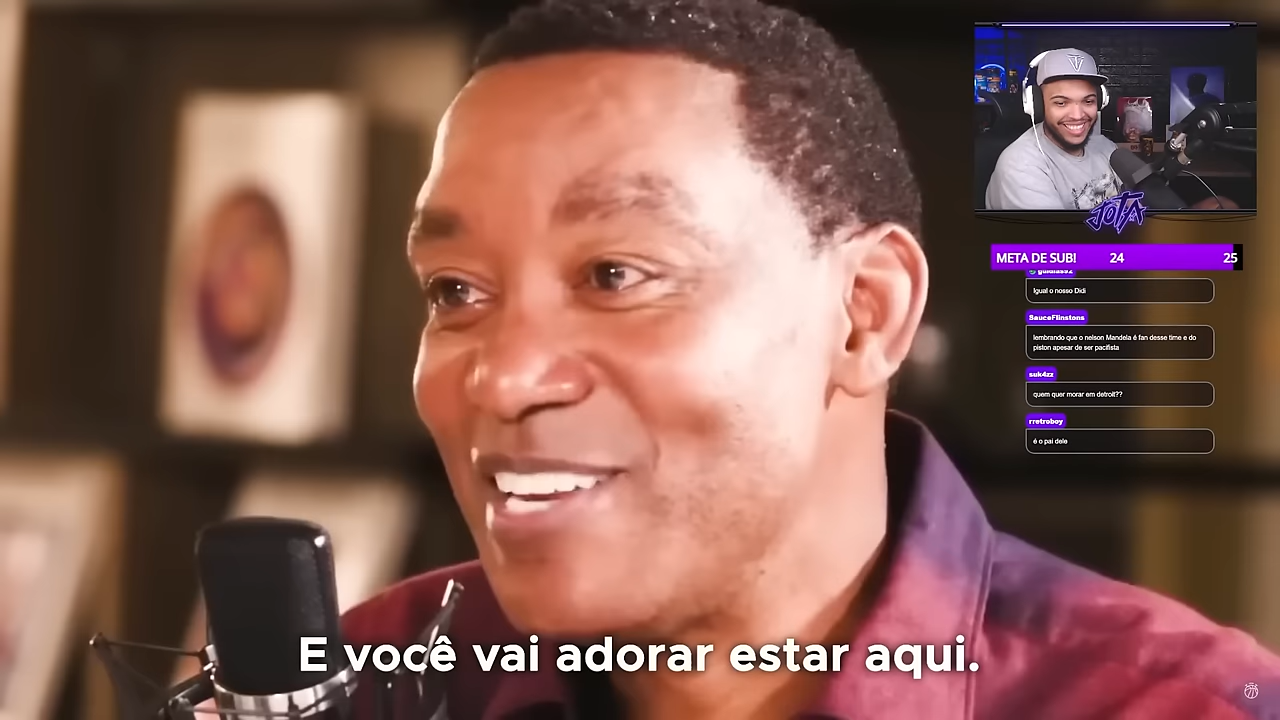 JOTA
META DE SUB! 24 25
guidias92
Igual o nosso Didi
SauceFlinstons
lembrando que o nelson Mandela é fan desse time e do
piston apesar de ser pacifista
suk4zz
quem quer morar em detroit??
rretroboy
é o pai dele
E você vai adorar estar aqui.